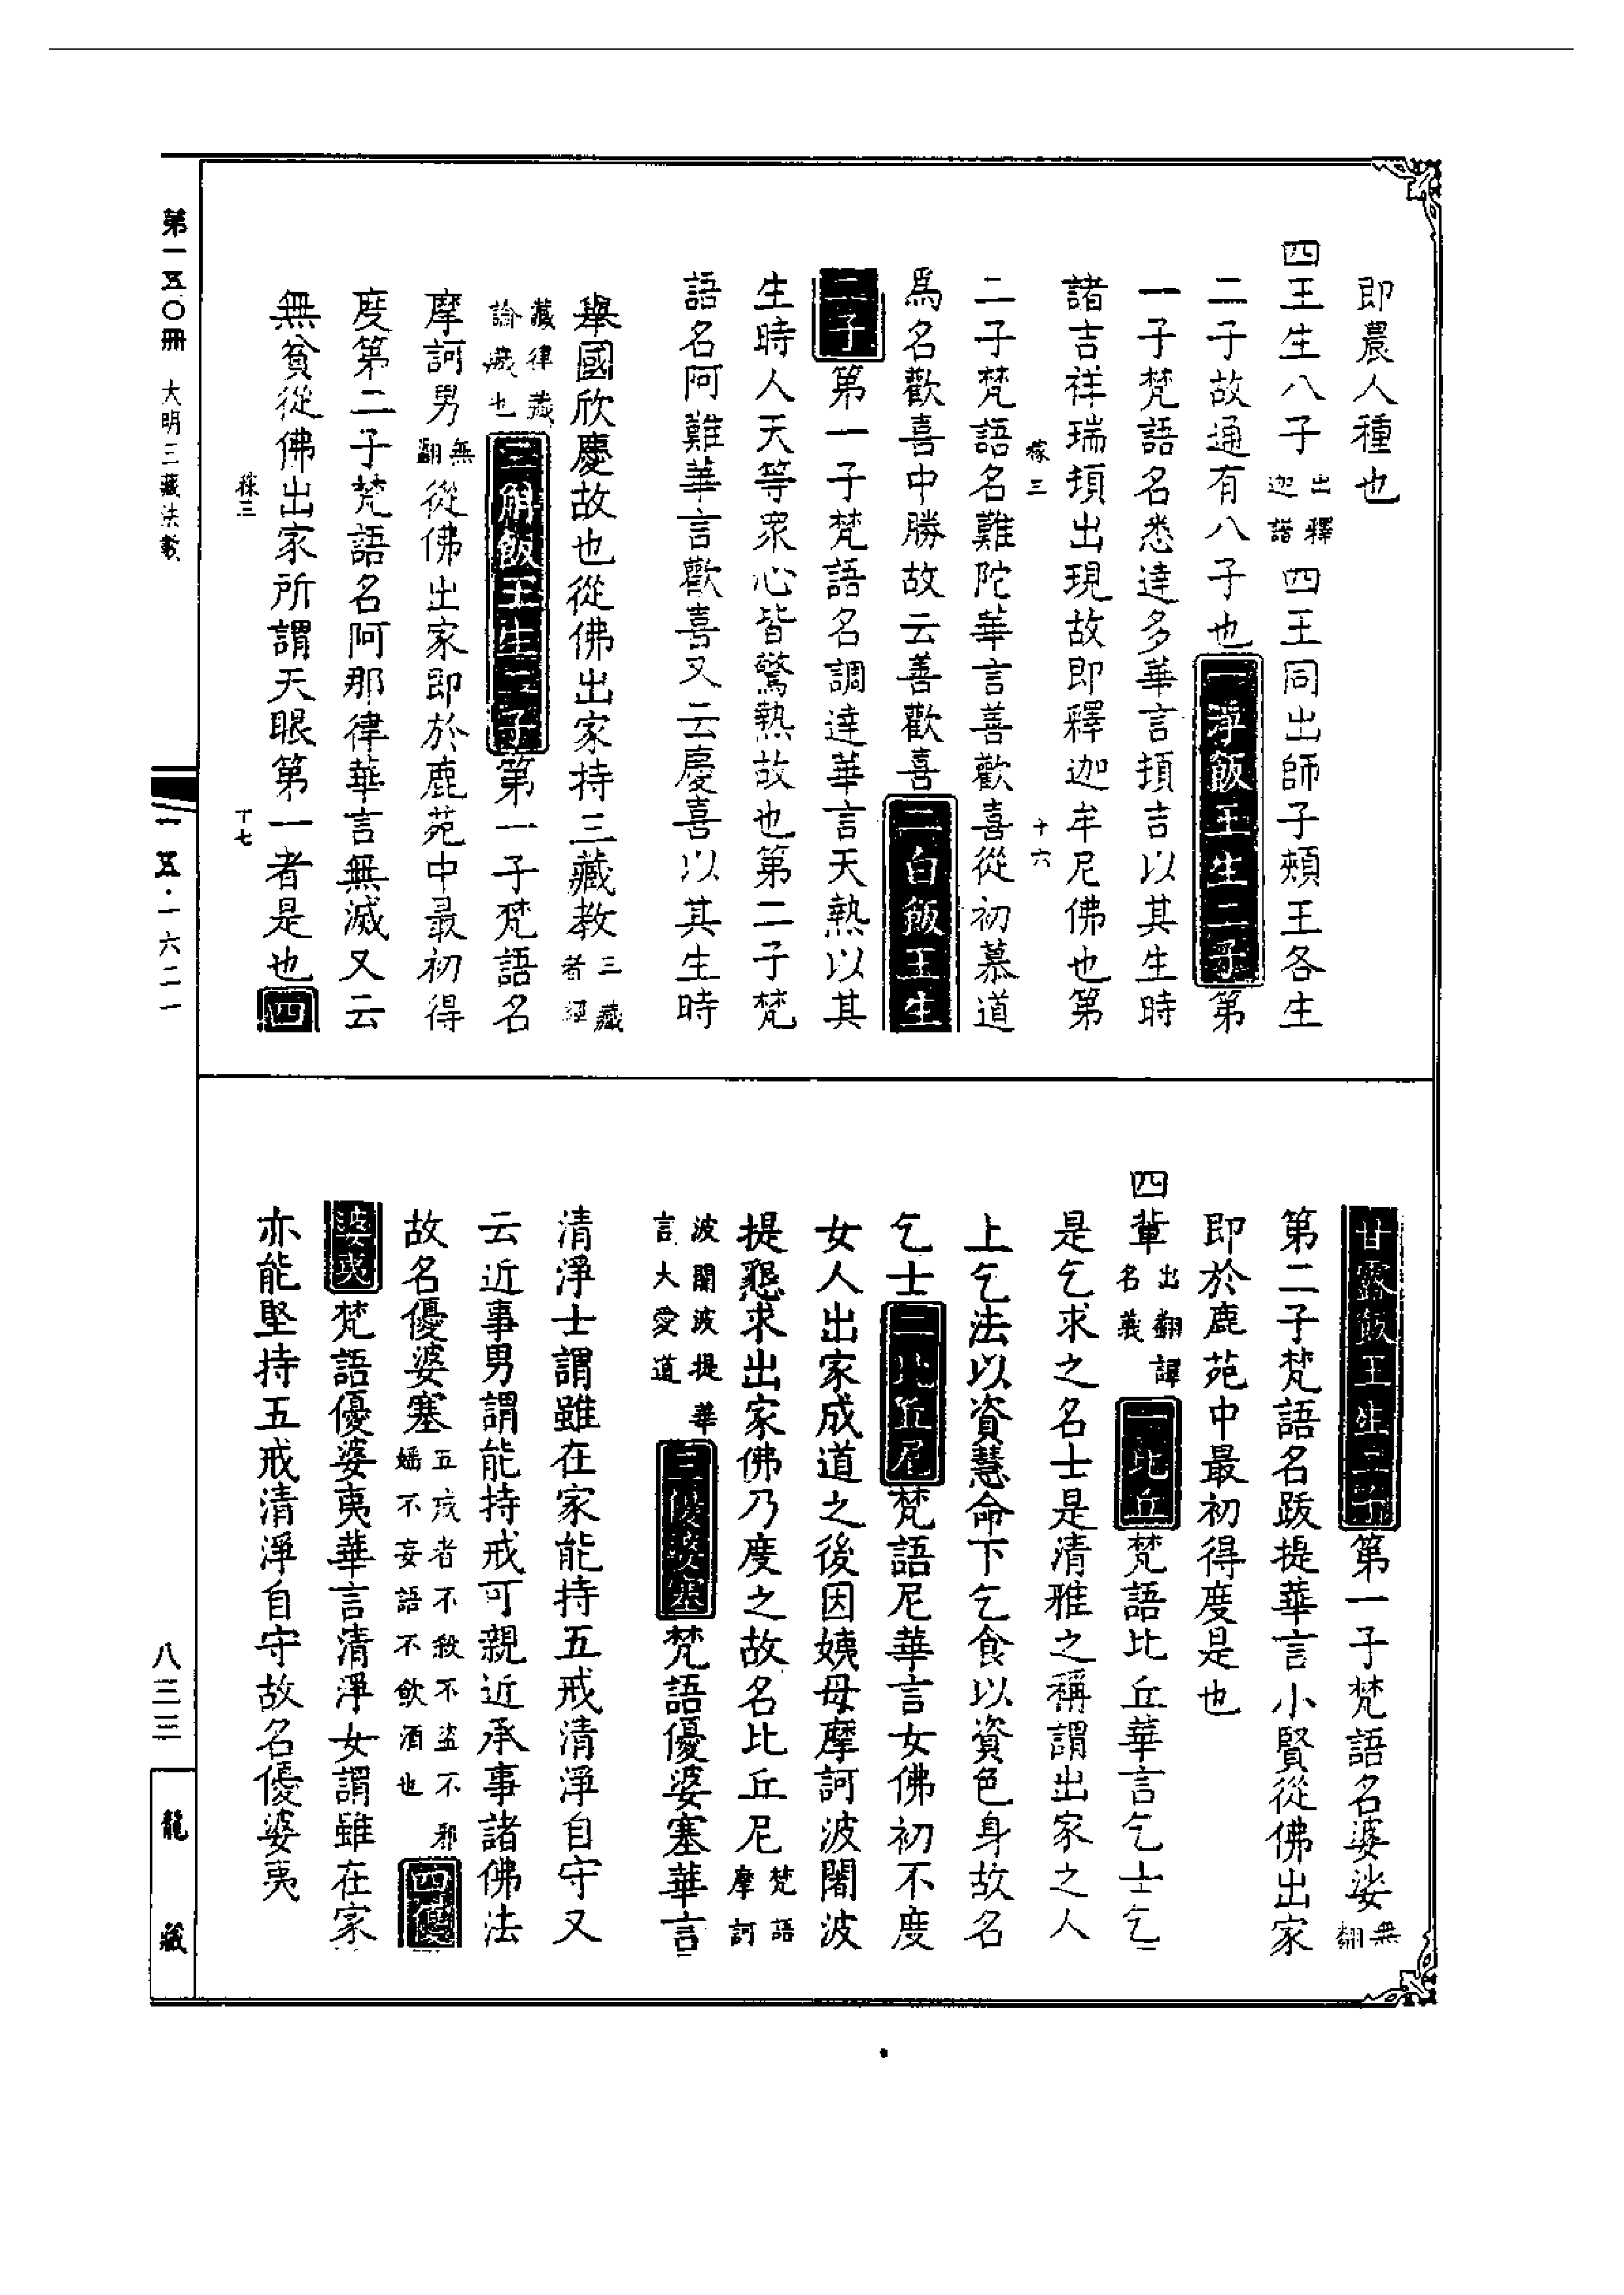 即農人種也
四王生八子出釋迦譜四王同出師子頰王各生
二子故通有八子也一淨飯王生二子第
一子梵語名悉達多華言頊吉以其生時
諸吉祥瑞頊出現故即釋迦牟尼佛也第
稼三 十六
二子梵語名難陀華言善歡喜從初慕道
爲名歡喜中勝故云善歡喜二白飯王生
二子第一子梵語名調達華言天熱以其
生時人天等眾心皆驚熱故也第二子梵
語名阿難華言歡喜又云慶喜以其生時
舉國欣慶故也從佛出家持三藏教三藏者經
藏律藏論藏也三斛飯王生二子第一子梵語名
摩訶男無翻從佛出家即於鹿苑中最初得
度第二子梵語名阿那律華言無滅又云
無貧從佛出家所謂天眼第一者是也四
稼三 十七
甘露飯王生二子第一子梵語名婆娑無翻
第二子梵語名跋提華言小賢從佛出家
即於鹿苑中最初得度是也
四輩出翻譯名義一比丘梵語比丘華言乞士乞
是乞求之名士是清雅之稱謂出家之人
上乞法以資慧命下乞食以資色身故名
乞士二比丘尼梵語尼華言女佛初不度
女人出家成道之後因姨母摩訶波闍波
提懇求出家佛乃度之故名比丘尼梵語摩訶
波闍波提華言大愛道三優婆塞梵語優婆塞華言
清淨士謂雖在家能持五戒清淨自守又
云近事男謂能持戒可親近承事諸佛法
故名優婆塞五戒者不殺不盜不邪婬不妄語不飲酒也四優
婆夷梵語優婆夷華言清淨女謂雖在家
亦能堅持五戒清淨自守故名優婆夷
第一五〇冊 大明三藏法數
一五·一六二一
八三三
龍藏